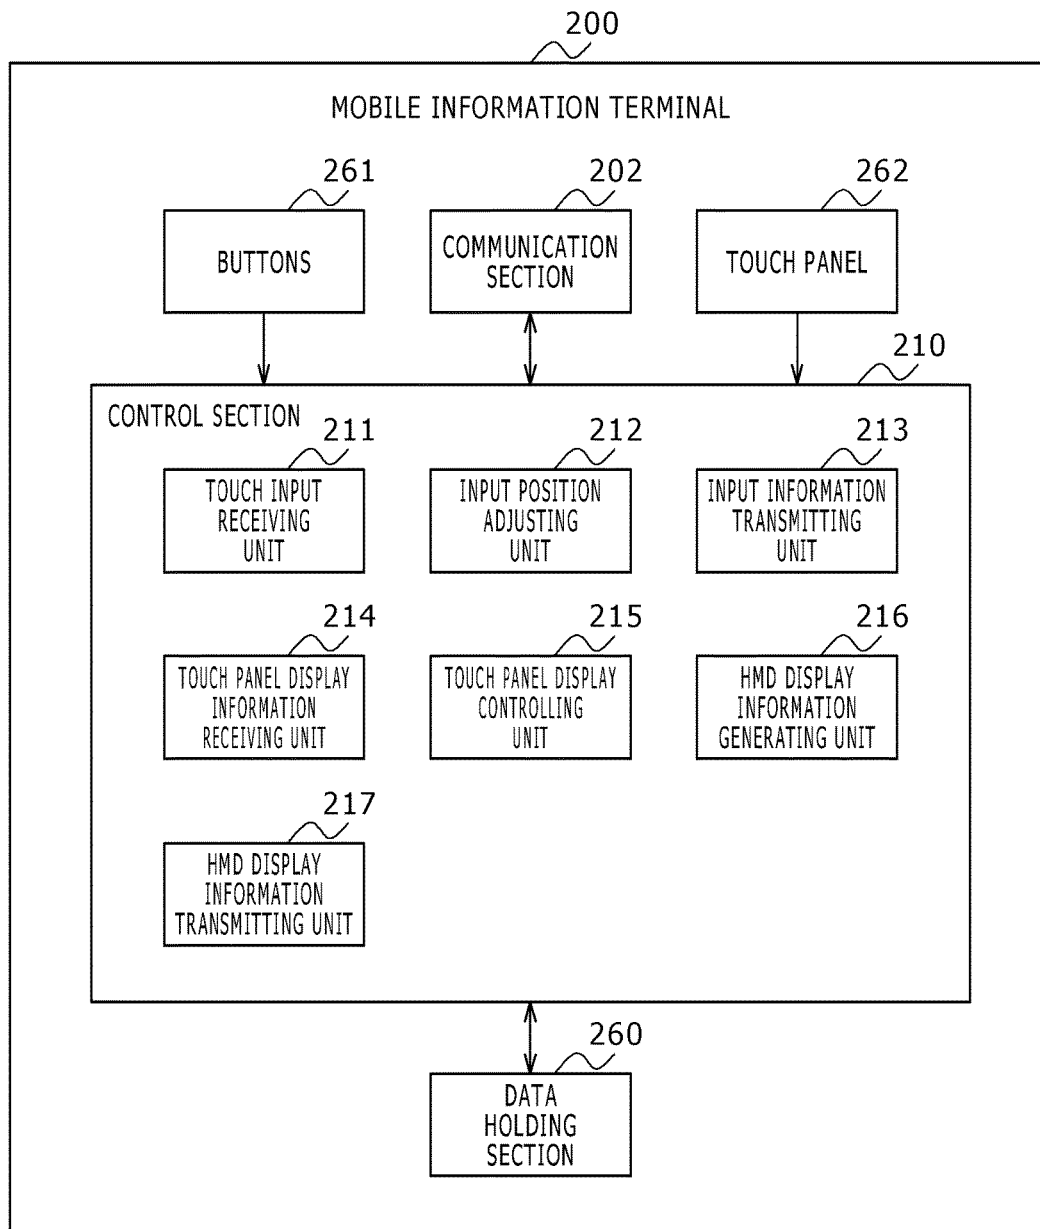 200
MOBILE INFORMATION TERMINAL
261
202
262
BUTTONS
COMMUNICATION
SECTION
TOUCH PANEL
210
CONTROL SECTION
211
212
213
TOUCH INPUT
RECEIVING
UNIT
INPUT POSITION
ADJUSTING
UNIT
INPUT INFORMATION
TRANSMITTING
UNIT
214
215
216
TOUCH PANEL DISPLAY
INFORMATION
RECEIVING UNIT
TOUCH PANEL DISPLAY
CONTROLLING
UNIT
HMD DISPLAY
INFORMATION
GENERATING UNIT
217
HMD DISPLAY
INFORMATION
TRANSMITTING UNIT
260
DATA
HOLDING
SECTION